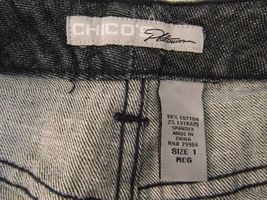 CHICO'S Platinum
98% COTTON
2% LYCRA®
SPANDEX
MADE IN
CHINA
RN# 79984
SIZE 1
REG